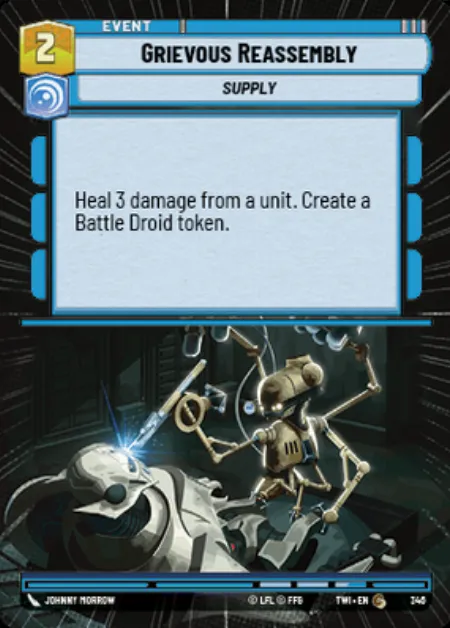 EVENT
2
GRIEVOUS REASSEMBLY
SUPPLY
Heal 3 damage from a unit. Create a
Battle Droid token.
JOHNNY MORROW
© LFL © FFG
TWI • EN